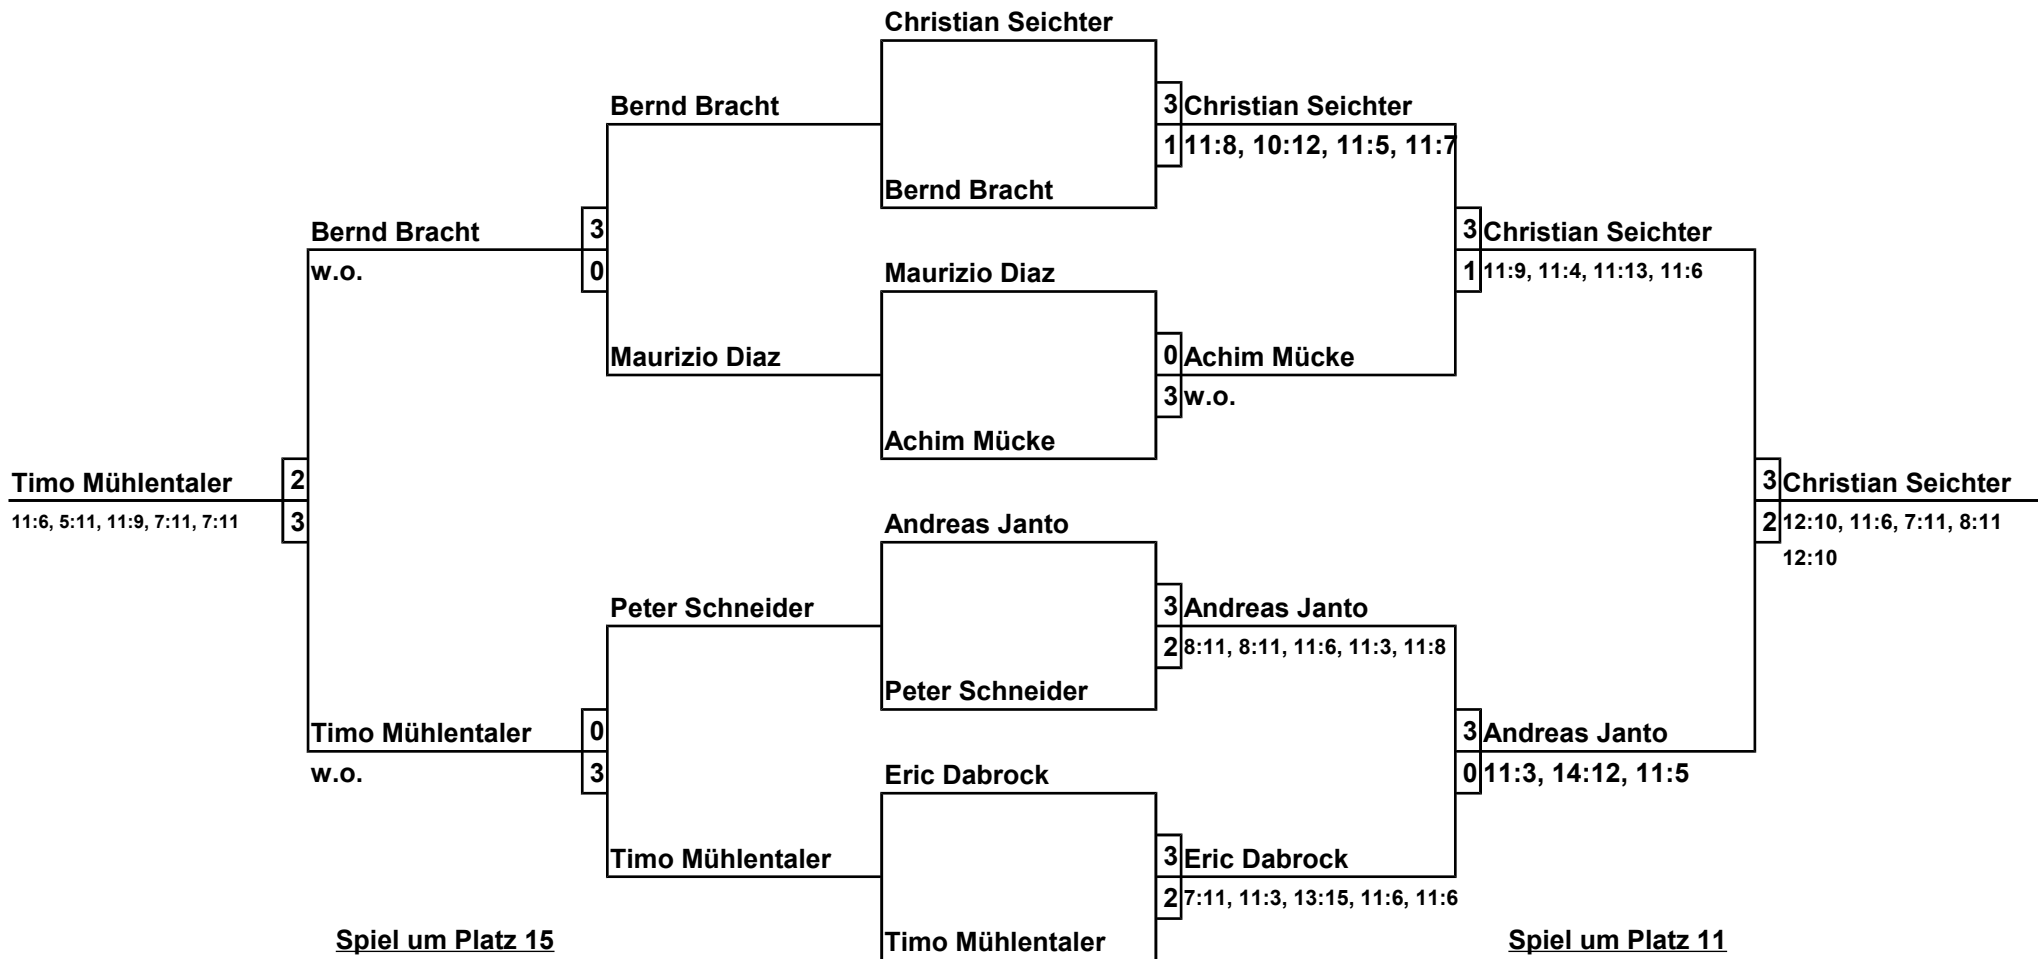 Christian Seichter
Bernd Bracht
3 Christian Seichter
1 11:8, 10:12, 11:5, 11:7
Bernd Bracht
Bernd Bracht 3
w.o. 0
3 Christian Seichter
1 11:9, 11:4, 11:13, 11:6
Maurizio Diaz
Maurizio Diaz
0 Achim Mücke
3 w.o.
Achim Mücke
Timo Mühlentaler 2
11:6, 5:11, 11:9, 7:11, 7:11 3
3 Christian Seichter
2 12:10, 11:6, 7:11, 8:11
12:10
Andreas Janto
Peter Schneider
3 Andreas Janto
2 8:11, 8:11, 11:6, 11:3, 11:8
Peter Schneider
Timo Mühlentaler 0
w.o. 3
3 Andreas Janto
0 11:3, 14:12, 11:5
Eric Dabrock
Timo Mühlentaler
3 Eric Dabrock
2 7:11, 11:3, 13:15, 11:6, 11:6
Spiel um Platz 15
Timo Mühlentaler
Spiel um Platz 11